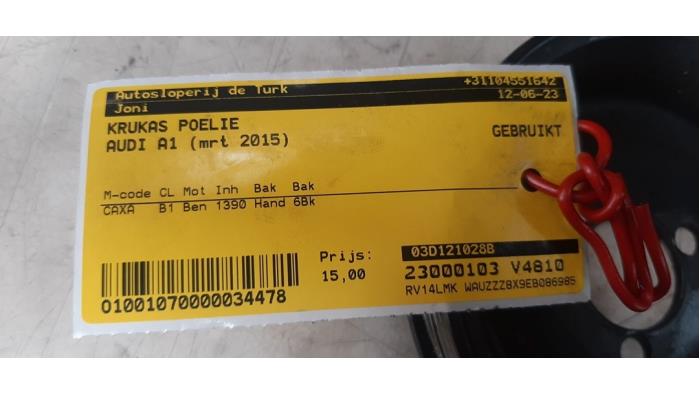 Autosloperij de Turk +31104551642
Joni 12-06-23
KRUKAS POELIE
AUDI A1 (mrt 2015) GEBRUIKT
M-code CL Mot Inh Bak Bak
CAXA B1 Ben 1390 Hand 6Bk
Prijs: 03D121028B
15,00 23000103 V4810
01001070000034478 RV14LMK WAUZZZ8X9EB086985